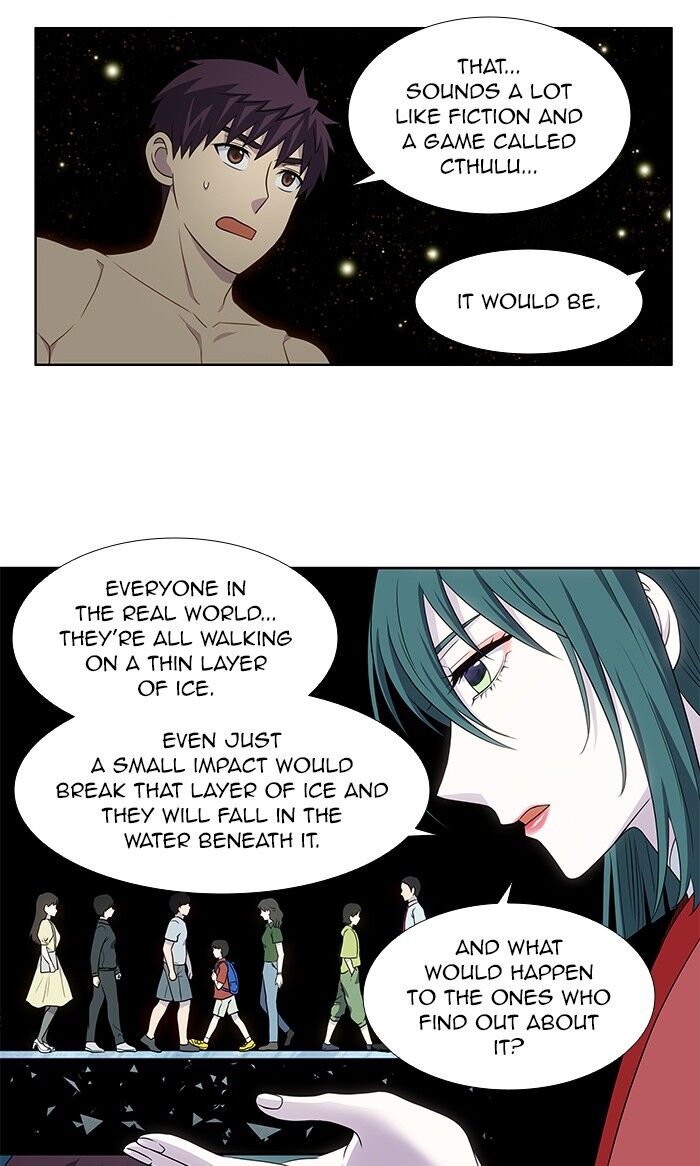 THAT...
SOUNDS A LOT
LIKE FICTION AND
A GAME CALLED
CTHULU...
IT WOULD BE.
EVERYONE IN
THE REAL WORLD...
THEY'RE ALL WALKING
ON A THIN LAYER
OF ICE.
EVEN JUST
A SMALL IMPACT WOULD
BREAK THAT LAYER OF ICE AND
THEY WILL FALL IN THE
WATER BENEATH IT.
AND WHAT
WOULD HAPPEN
TO THE ONES WHO
FIND OUT ABOUT
IT?